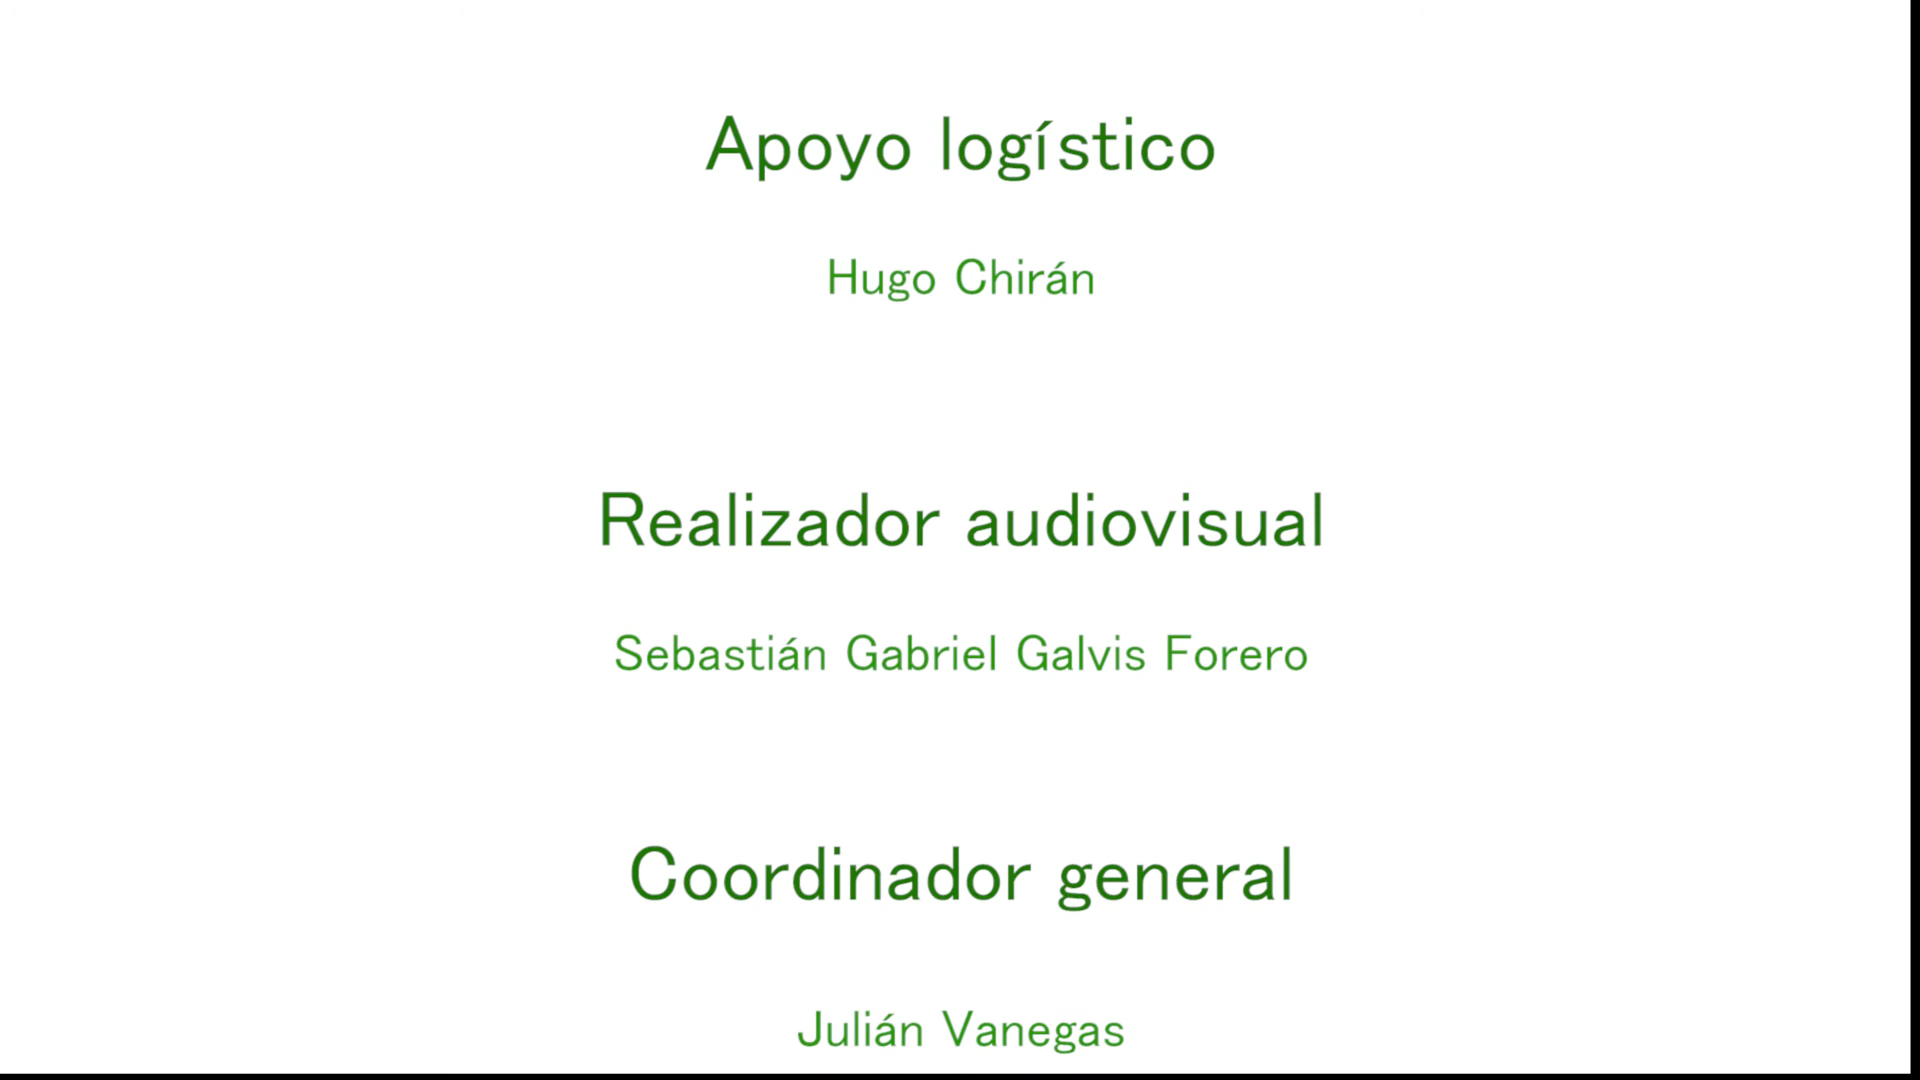 Apoyo logístico
Hugo Chirán
Realizador audiovisual
Sebastián Gabriel Galvis Forero
Coordinador general
Julián Vanegas